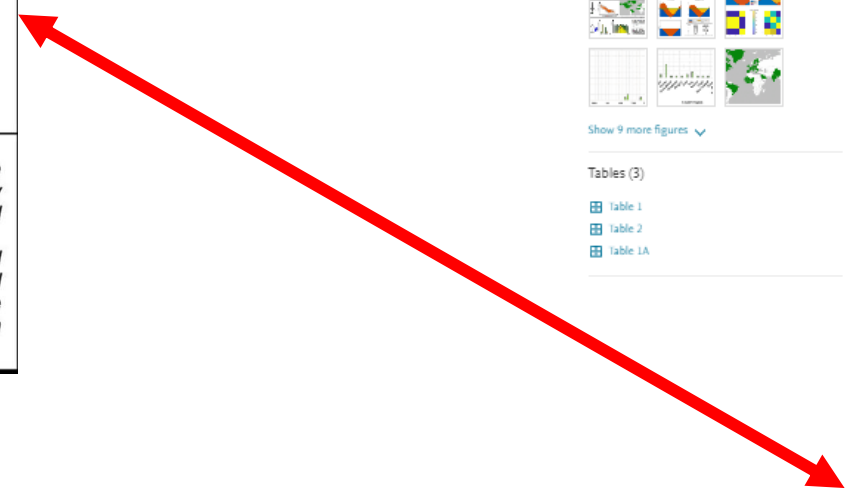 Show 9 more figures
Tables (3)
Table 1
Table 2
Table 1A